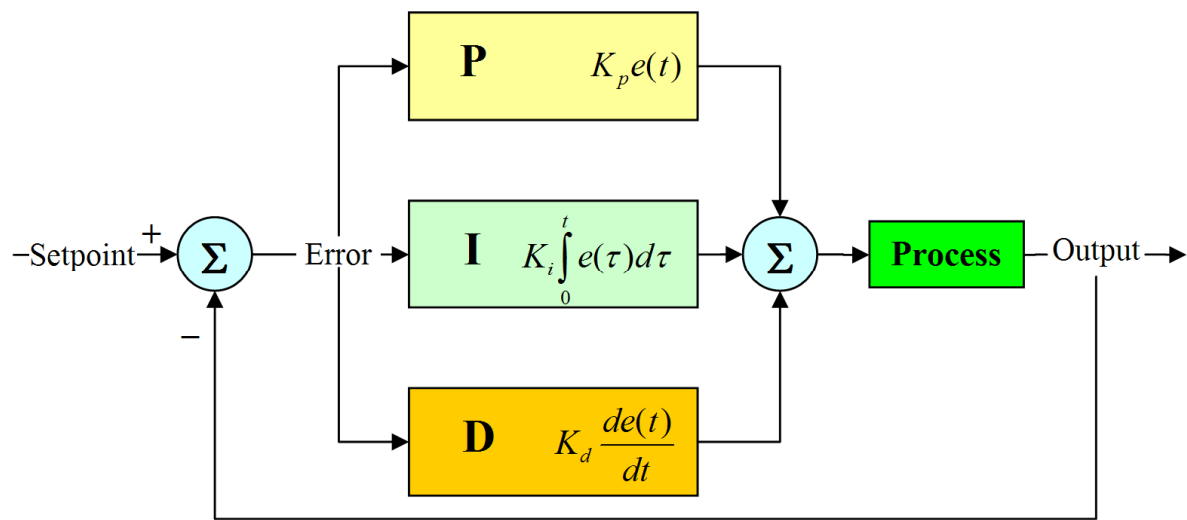 P K_p e(t)
–Setpoint + Σ Error I K_i ∫_0^t e(τ)dτ Σ Process Output
–
D K_d de(t)/dt